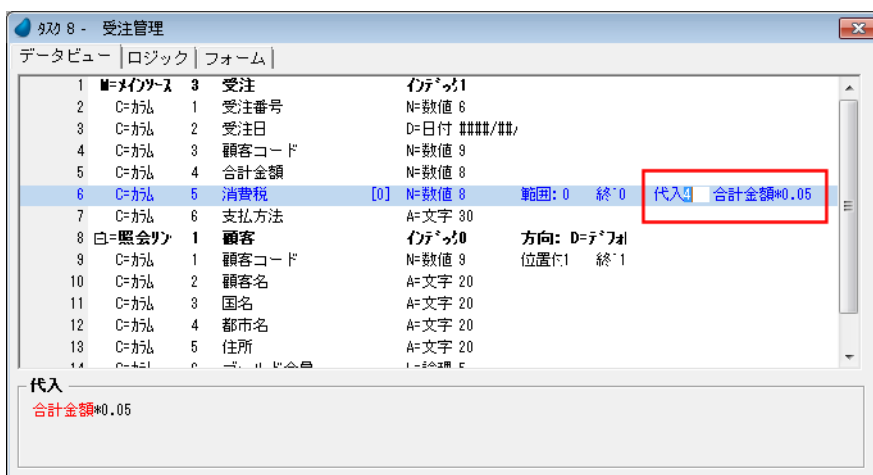 ﾀｽｸ 8 - 受注管理
データビュー ロジック フォーム
1 M=ﾒｲﾝｿｰｽ 3 受注 ｲﾝﾃﾞｯｸｽ1
2 C=ｶﾗﾑ 1 受注番号 N=数値 6
3 C=ｶﾗﾑ 2 受注日 D=日付 ####/##/
4 C=ｶﾗﾑ 3 顧客コード N=数値 9
5 C=ｶﾗﾑ 4 合計金額 N=数値 8
6 C=ｶﾗﾑ 5 消費税 [0] N=数値 8 範囲: 0 終 0 代入 4 合計金額*0.05
7 C=ｶﾗﾑ 6 支払方法 A=文字 30
8 =照会ﾘﾝ 1 顧客 ｲﾝﾃﾞｯｸｽ0 方向: D=ﾃﾞﾌｫﾙ
9 C=ｶﾗﾑ 1 顧客コード N=数値 9 位置付 1 終 1
10 C=ｶﾗﾑ 2 顧客名 A=文字 20
11 C=ｶﾗﾑ 3 国名 A=文字 20
12 C=ｶﾗﾑ 4 都市名 A=文字 20
13 C=ｶﾗﾑ 5 住所 A=文字 20
代入
合計金額*0.05